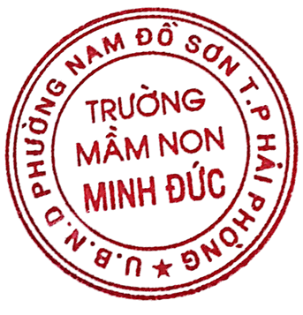 U.B.N.D PHƯỜNG NAM ĐỒ SƠN T.P HẢI PHÒNG ★
TRƯỜNG
MẦM NON
MINH ĐỨC